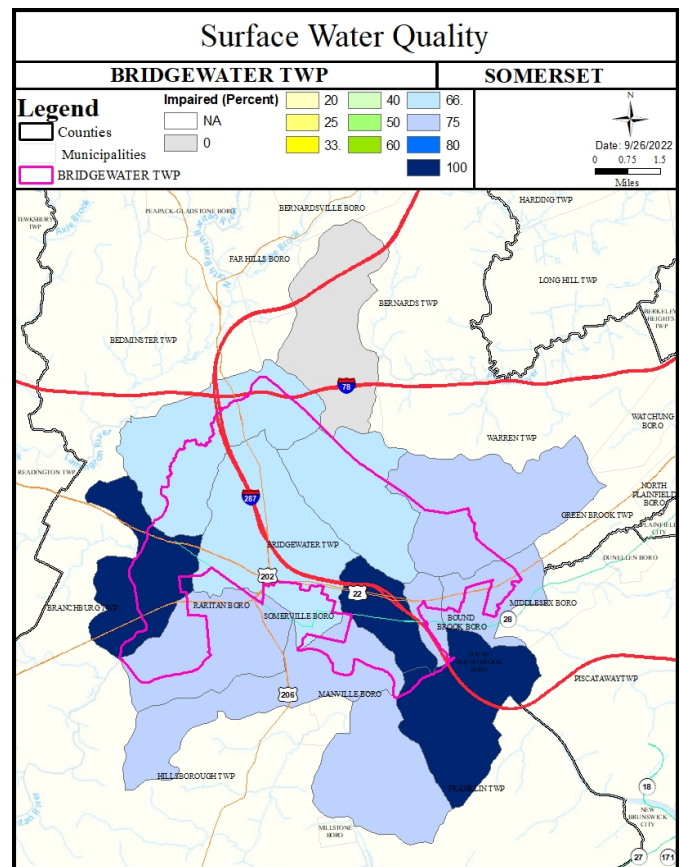 Surface Water Quality
BRIDGEWATER TWP
SOMERSET
Legend
Counties
Municipalities
BRIDGEWATER TWP
Impaired (Percent)
NA
0
20
25
33.
40
50
60
66.
75
80
100
N
Date: 9/26/2022
0 0.75 1.5
Miles
PEAPACK-GLADSTONE BORO
BERNARDSVILLE BORO
HARDING TWP
TWP
FAR HILLS BORO
LONG HILL TWP
BERNARDS TWP
BERKELEY
HEIGHTS
TWP
BEDMINSTER TWP
78
WATCHUNG
BORO
WARREN TWP
READINGTON TWP
NORTH
PLAINFIELD
BORO
287
GREEN BROOK TWP
PLAINFIELD
CITY
BRIDGEWATER TWP
DUNELLEN BORO
202
22
BRANCHBURG TWP
RARITAN BORO
SOMERVILLE BORO
BOUND
BROOK BORO
MIDDLESEX BORO
28
PISCATAWAY TWP
206
MANVILLE BORO
HILLSBOROUGH TWP
FRANKLIN TWP
18
MILLSTONE
BORO
NEW
BRUNSWICK
CITY
27
171